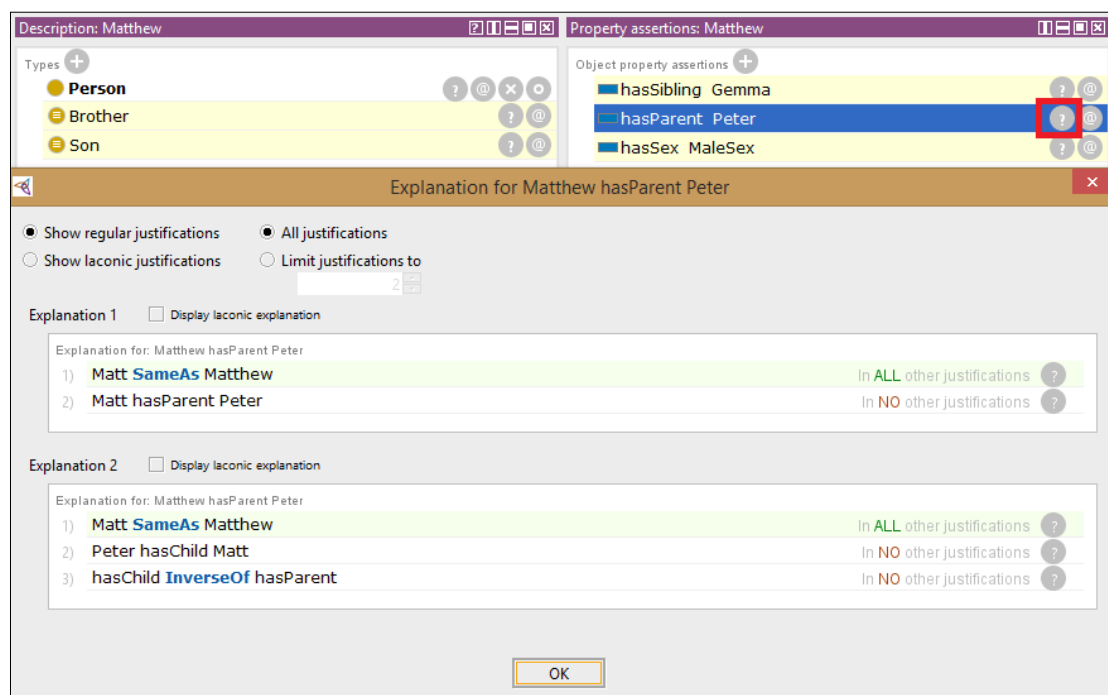 Description: Matthew
Property assertions: Matthew
Types
Person
Brother
Son
Object property assertions
hasSibling Gemma
hasParent Peter
hasSex MaleSex
Explanation for Matthew hasParent Peter
Show regular justifications
All justifications
Show laconic justifications
Limit justifications to
2
Explanation 1 Display laconic explanation
Explanation for: Matthew hasParent Peter
1) Matt SameAs Matthew In ALL other justifications ?
2) Matt hasParent Peter In NO other justifications ?
Explanation 2 Display laconic explanation
Explanation for: Matthew hasParent Peter
1) Matt SameAs Matthew In ALL other justifications ?
2) Peter hasChild Matt In NO other justifications ?
3) hasChild InverseOf hasParent In NO other justifications ?
OK